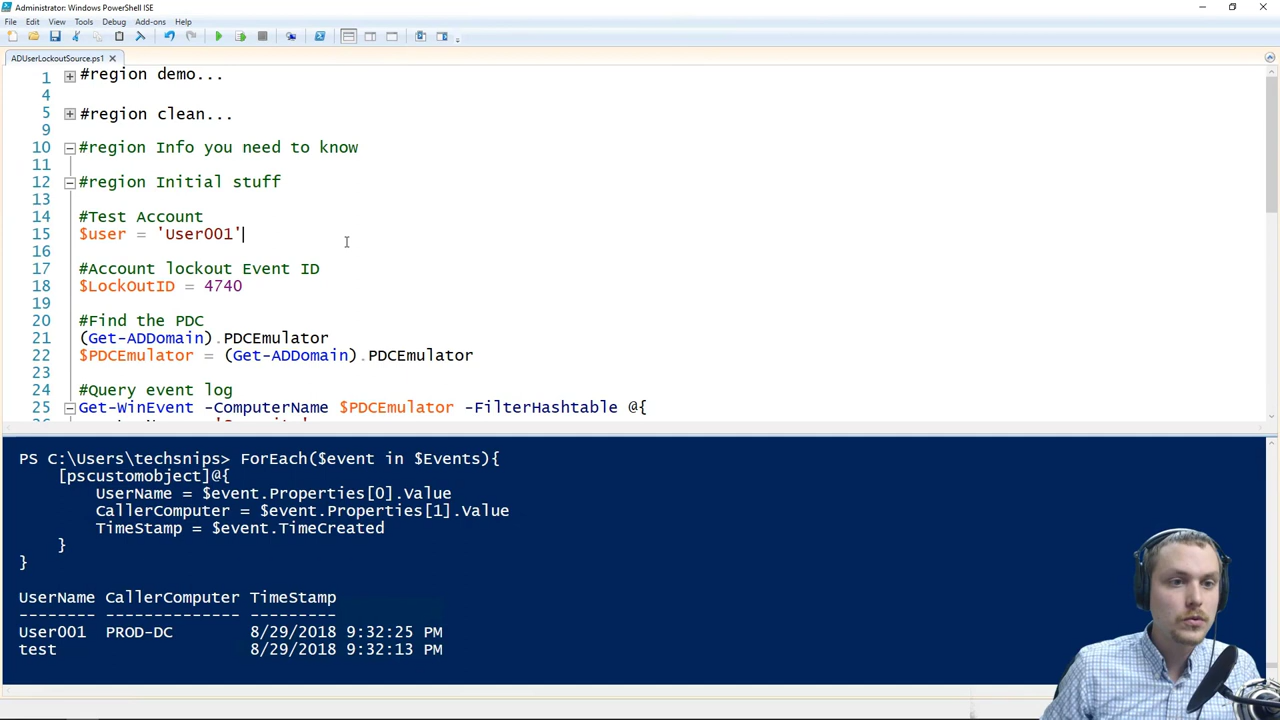 Administrator: Windows PowerShell ISE
File Edit View Tools Debug Add-ons Help
ADUserLockoutSource.ps1
1 #region demo...
4
5 #region clean...
9
10 #region Info you need to know
11
12 #region Initial stuff
13
14 #Test Account
15 $user = 'User001'
16
17 #Account lockout Event ID
18 $LockOutID = 4740
19
20 #Find the PDC
21 (Get-ADDomain).PDCEmulator
22 $PDCEmulator = (Get-ADDomain).PDCEmulator
23
24 #Query event log
25 Get-WinEvent -ComputerName $PDCEmulator -FilterHashtable @{
PS C:\Users\techsnips> ForEach($event in $Events){
[pscustomobject]@{
UserName = $event.Properties[0].Value
CallerComputer = $event.Properties[1].Value
TimeStamp = $event.TimeCreated
}
}
UserName CallerComputer TimeStamp
-------- -------------- ---------
User001 PROD-DC 8/29/2018 9:32:25 PM
test 8/29/2018 9:32:13 PM